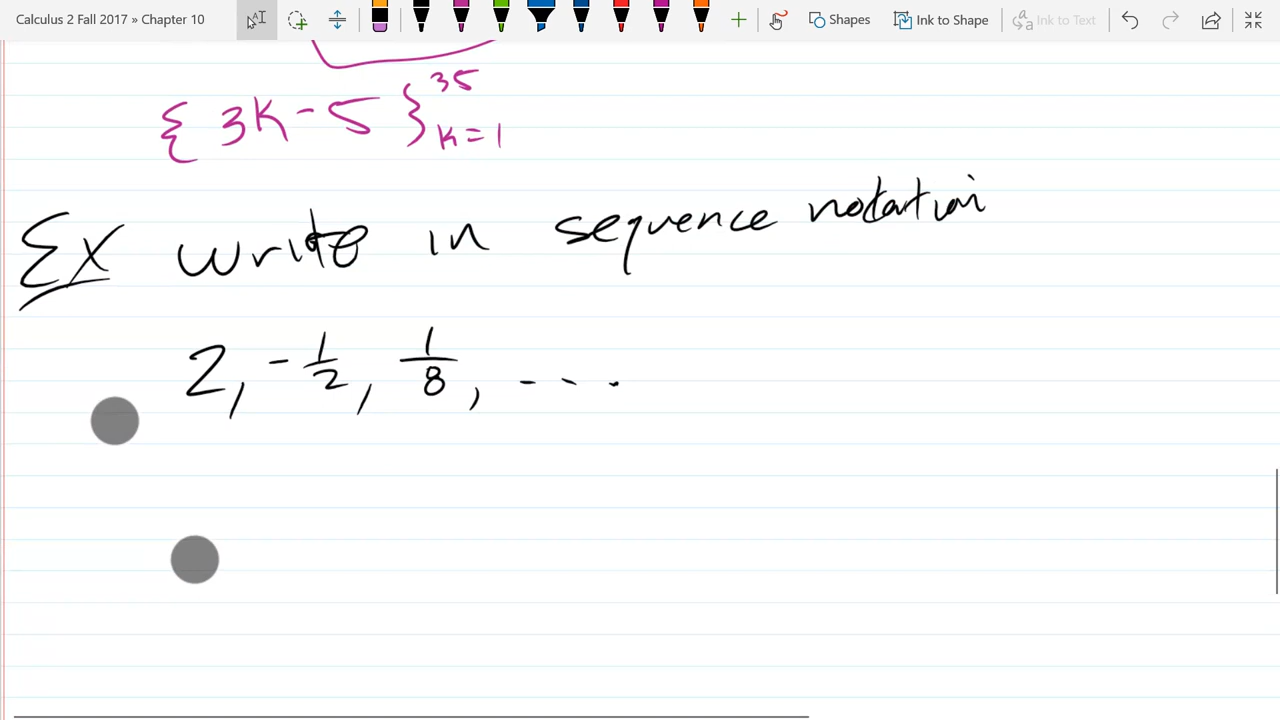 Calculus 2 Fall 2017 » Chapter 10 Shapes Ink to Shape Ink to Text
{ 3k - 5 }³⁵ₖ₌₁
Ex write in sequence notation
2, -1/2, 1/8, ....